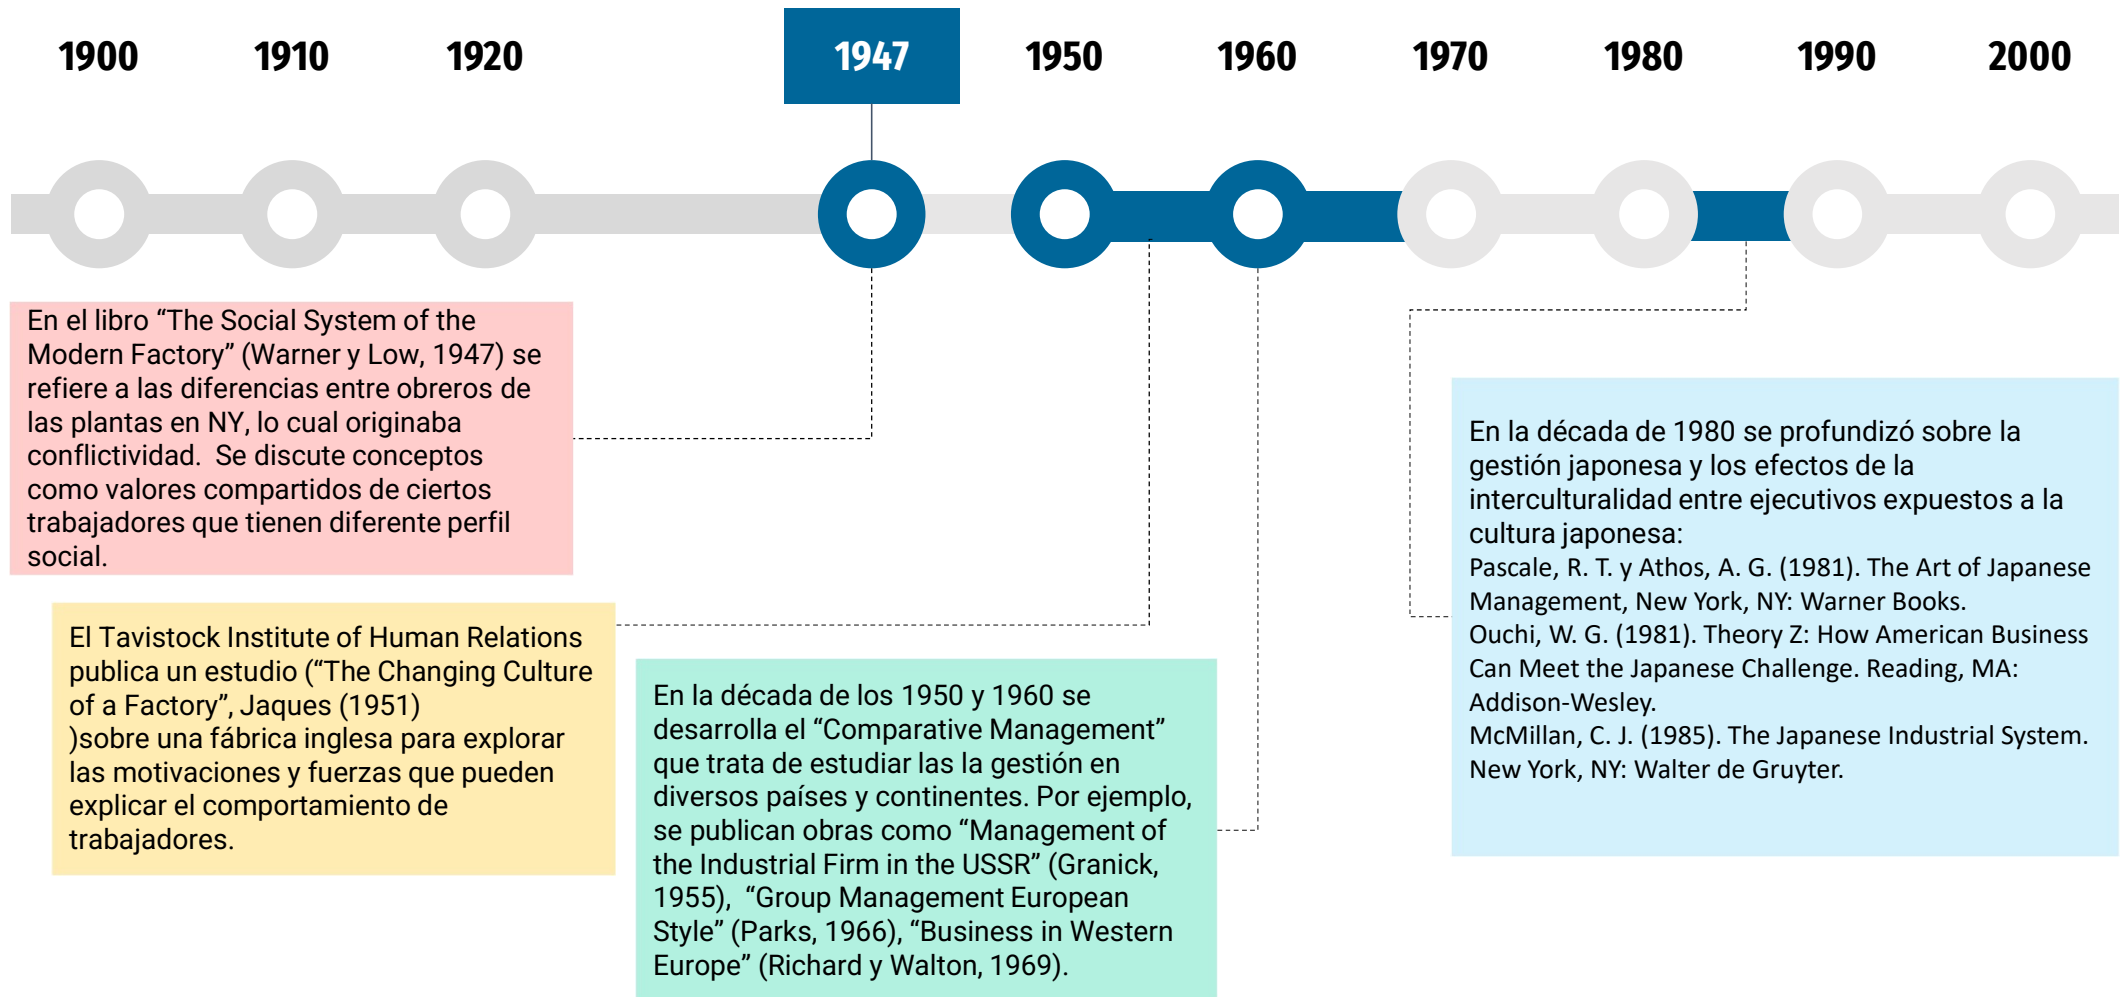 1900 1910 1920 1947 1950 1960 1970 1980 1990 2000
En el libro “The Social System of the
Modern Factory” (Warner y Low, 1947) se
refiere a las diferencias entre obreros de
las plantas en NY, lo cual originaba
conflictividad.  Se discute conceptos
como valores compartidos de ciertos
trabajadores que tienen diferente perfil
social.
El Tavistock Institute of Human Relations
publica un estudio (“The Changing Culture
of a Factory”, Jaques (1951)
)sobre una fábrica inglesa para explorar
las motivaciones y fuerzas que pueden
explicar el comportamiento de
trabajadores.
En la década de los 1950 y 1960 se
desarrolla el “Comparative Management”
que trata de estudiar las la gestión en
diversos países y continentes. Por ejemplo,
se publican obras como “Management of
the Industrial Firm in the USSR” (Granick,
1955),  “Group Management European
Style” (Parks, 1966), “Business in Western
Europe” (Richard y Walton, 1969).
En la década de 1980 se profundizó sobre la
gestión japonesa y los efectos de la
interculturalidad entre ejecutivos expuestos a la
cultura japonesa:
Pascale, R. T. y Athos, A. G. (1981). The Art of Japanese
Management, New York, NY: Warner Books.
Ouchi, W. G. (1981). Theory Z: How American Business
Can Meet the Japanese Challenge. Reading, MA:
Addison-Wesley.
McMillan, C. J. (1985). The Japanese Industrial System.
New York, NY: Walter de Gruyter.